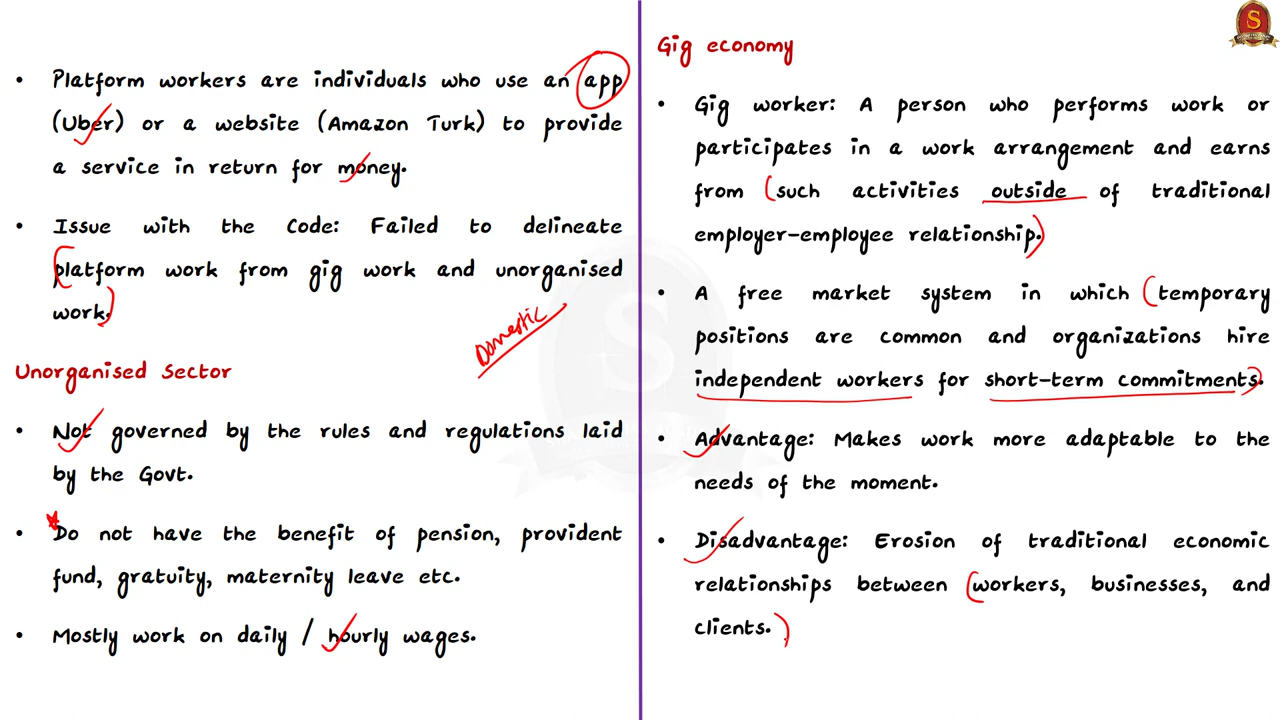 • Platform workers are individuals who use an app
(Uber) or a website (Amazon Turk) to provide
a service in return for money.
• Issue with the Code: Failed to delineate
platform work from gig work and unorganised
work.
Domestic
Unorganised Sector
• Not governed by the rules and regulations laid
by the Govt.
• Do not have the benefit of pension, provident
fund, gratuity, maternity leave etc.
• Mostly work on daily / hourly wages.
Gig economy
• Gig worker: A person who performs work or
participates in a work arrangement and earns
from such activities outside of traditional
employer-employee relationship.
• A free market system in which temporary
positions are common and organizations hire
independent workers for short-term commitments.
• Advantage: Makes work more adaptable to the
needs of the moment.
• Disadvantage: Erosion of traditional economic
relationships between workers, businesses, and
clients.
S